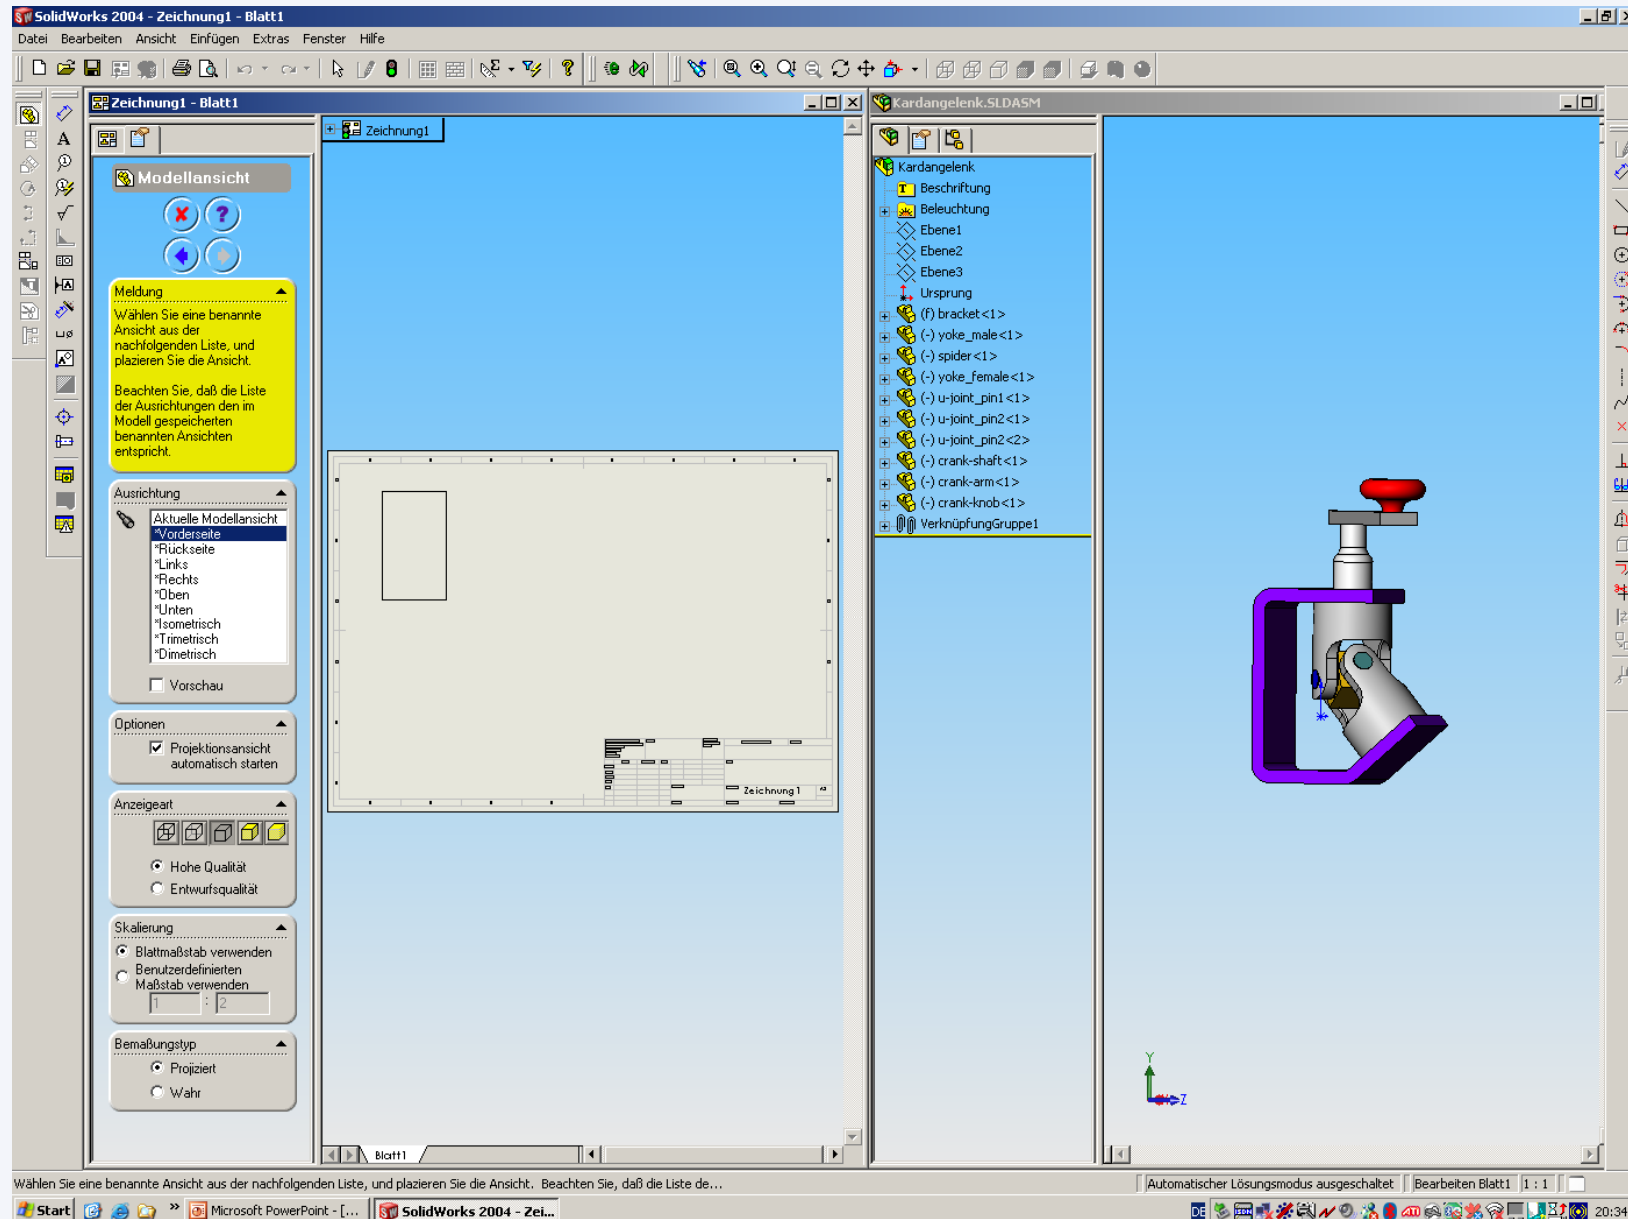 SolidWorks 2004 - Zeichnung1 - Blatt1
Datei Bearbeiten Ansicht Einfügen Extras Fenster Hilfe
Zeichnung1 - Blatt1
Modellansicht
Meldung
Wählen Sie eine benannte
Ansicht aus der
nachfolgenden Liste, und
plazieren Sie die Ansicht.
Beachten Sie, daß die Liste
der Ausrichtungen den im
Modell gespeicherten
benannten Ansichten
entspricht.
Ausrichtung
Aktuelle Modellansicht
*Vorderseite
*Rückseite
*Links
*Rechts
*Oben
*Unten
*Isometrisch
*Trimetrisch
*Dimetrisch
Vorschau
Optionen
Projektionsansicht
automatisch starten
Anzeigeart
Hohe Qualität
Entwurfsqualität
Skalierung
Blattmaßstab verwenden
Benutzerdefinierten
Maßstab verwenden
1 : 2
Bemaßungstyp
Projiziert
Wahr
Zeichnung1
Zeichnung1
Blatt1
Kardangelenk.SLDASM
Kardangelenk
Beschriftung
Beleuchtung
Ebene1
Ebene2
Ebene3
Ursprung
(f) bracket<1>
(-) yoke_male<1>
(-) spider<1>
(-) yoke_female<1>
(-) u-joint_pin1<1>
(-) u-joint_pin2<1>
(-) u-joint_pin2<2>
(-) crank-shaft<1>
(-) crank-arm<1>
(-) crank-knob<1>
VerknüpfungGruppe1
Y
Z
Wählen Sie eine benannte Ansicht aus der nachfolgenden Liste, und plazieren Sie die Ansicht. Beachten Sie, daß die Liste de...
Automatischer Lösungsmodus ausgeschaltet
Bearbeiten Blatt1
1 : 1
Start
Microsoft PowerPoint - [...
SolidWorks 2004 - Zei...
DE
20:34